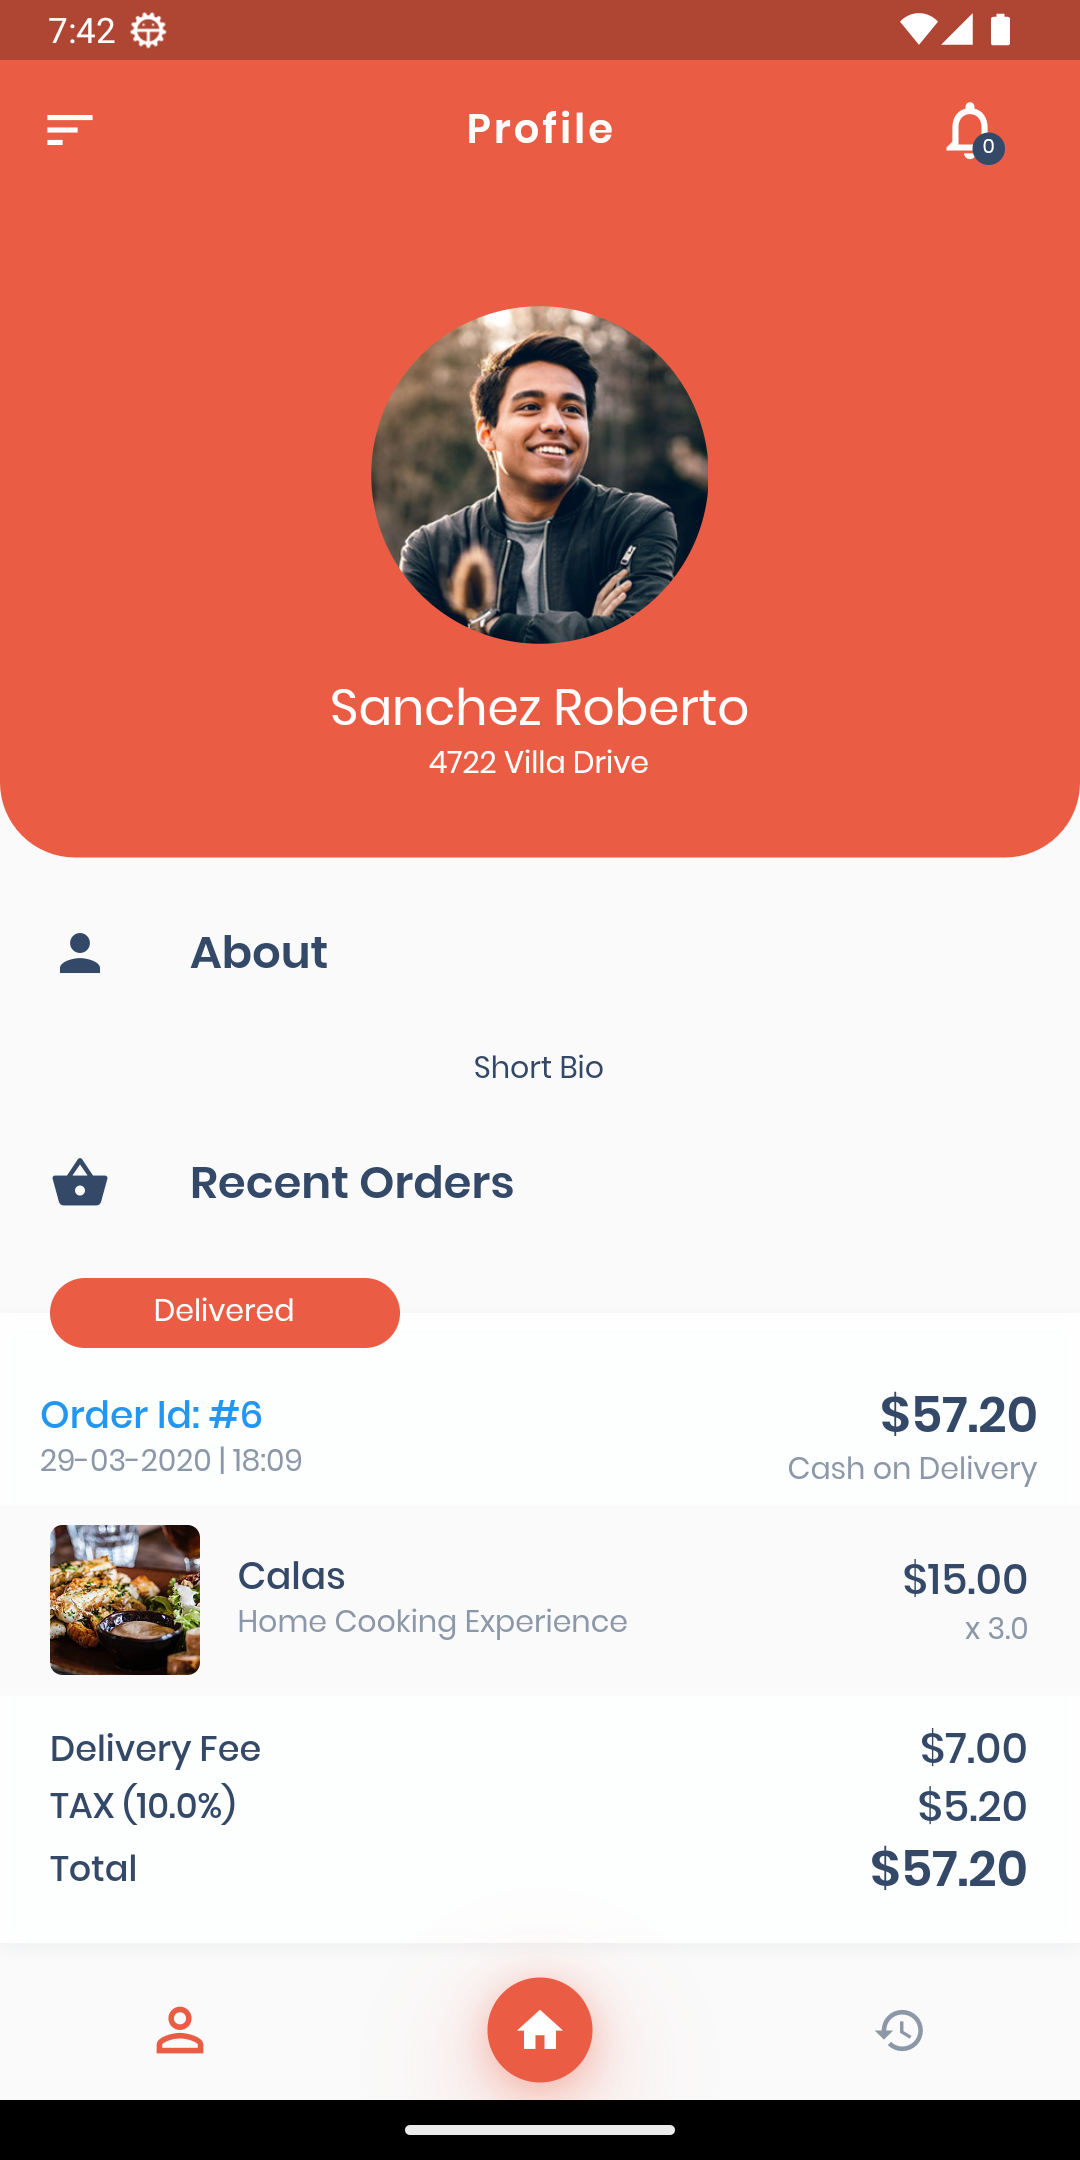 7:42
Profile
0
Sanchez Roberto
4722 Villa Drive
About
Short Bio
Recent Orders
Delivered
Order Id: #6
$57.20
29-03-2020 | 18:09
Cash on Delivery
Calas
$15.00
Home Cooking Experience
x 3.0
Delivery Fee
$7.00
TAX (10.0%)
$5.20
Total
$57.20